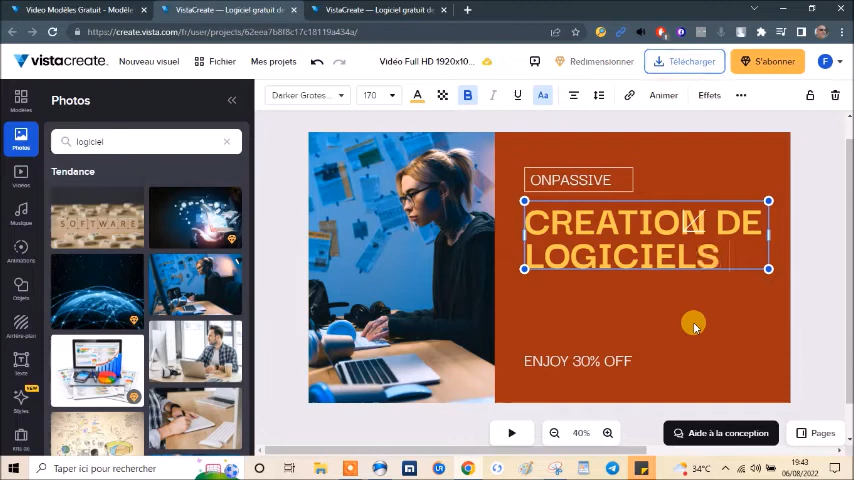 Video Modèles Gratuit - Modèle
VistaCreate — Logiciel gratuit de
VistaCreate — Logiciel gratuit de
https://create.vista.com/fr/user/projects/62eea7b8f8c17c18119a434a/
vistacreate.
Nouveau visuel
Fichier
Mes projets
Vidéo Full HD 1920x10...
Redimensionner
Télécharger
S'abonner
F
Modèles
Photos
Vidéos
Musique
Animations
Objets
Arrière-plan
Texte
NEW
Styles
Kits de
Photos
logiciel
Tendance
SOFTWARE
Darker Grotes...
170
A
B
I
U
Aa
Animer
Effets
ONPASSIVE
CREATION DE
LOGICIELS
ENJOY 30% OFF
40%
Aide à la conception
Pages
Taper ici pour rechercher
34°C
19:43
06/08/2022